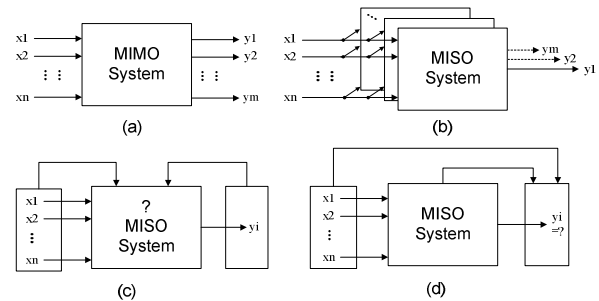 x1
x2
⋮ ⋮
xn
MIMO
System
y1
y2
⋮ ⋮
ym
(a)
x1
x2
⋮ ⋮
xn
MISO
System
ym
y2
y1
(b)
x1
x2
⋮
xn
?
MISO
System
yi
(c)
x1
x2
⋮
xn
MISO
System
yi
=?
(d)